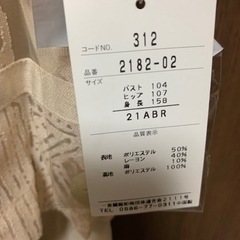 コードNO. 312
品番 2182-02
サイズ
バスト 104
ヒップ 107
身長 158
21ABR
品質表示
表地 ポリエステル 50%
レーヨン 40%
綿 10%
裏地 ポリエステル 100%